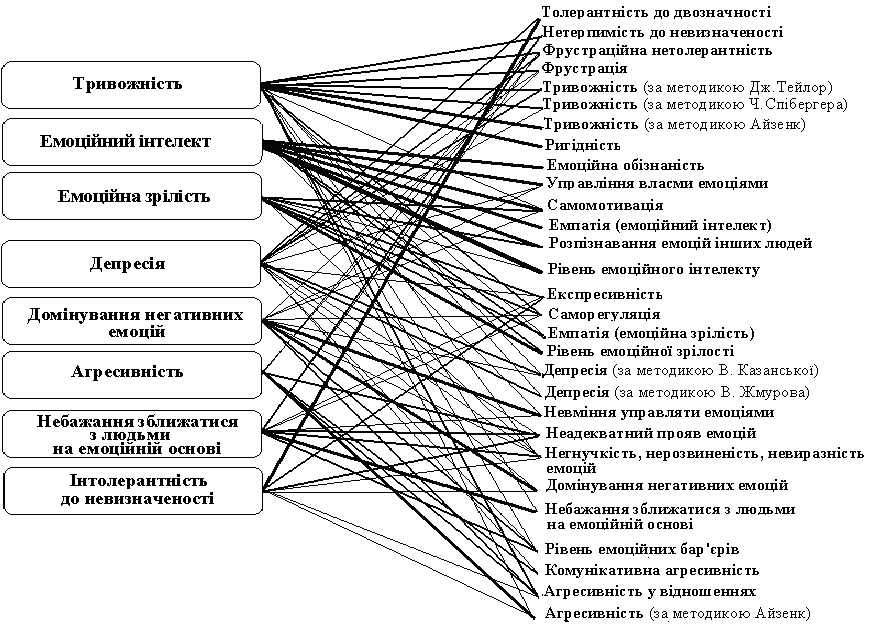 Тривожність
Емоційний інтелект
Емоційна зрілість
Депресія
Домінування негативних
емоцій
Агресивність
Небажання зближатися
з людьми
на емоційній основі
Інтолерантність
до невизначеності
Толерантність до двозначності
Нетерпимість до невизначеності
Фрустраційна нетолерантність
Фрустрація
Тривожність (за методикою Дж.Тейлор)
Тривожність (за методикою Ч.Спібергера)
Тривожність (за методикою Айзенк)
Ригідність
Емоційна обізнаність
Управління власми емоціями
Самомотивація
Емпатія (емоційний інтелект)
Розпізнавання емоцій інших людей
Рівень емоційного інтелекту
Експресивність
Саморегуляція
Емпатія (емоційна зрілість)
Рівень емоційної зрілості
Депресія (за методикою В. Казанської)
Депресія (за методикою В. Жмурова)
Невміння управляти емоціями
Неадекватний прояв емоцій
Негнучкість, нерозвиненість, невиразність
емоцій
Домінування негативних емоцій
Небажання зближатися з людьми
на емоційній основі
Рівень емоційних бар'єрів
Комунікативна агресивність
Агресивність у відношеннях
Агресивність (за методикою Айзенк)